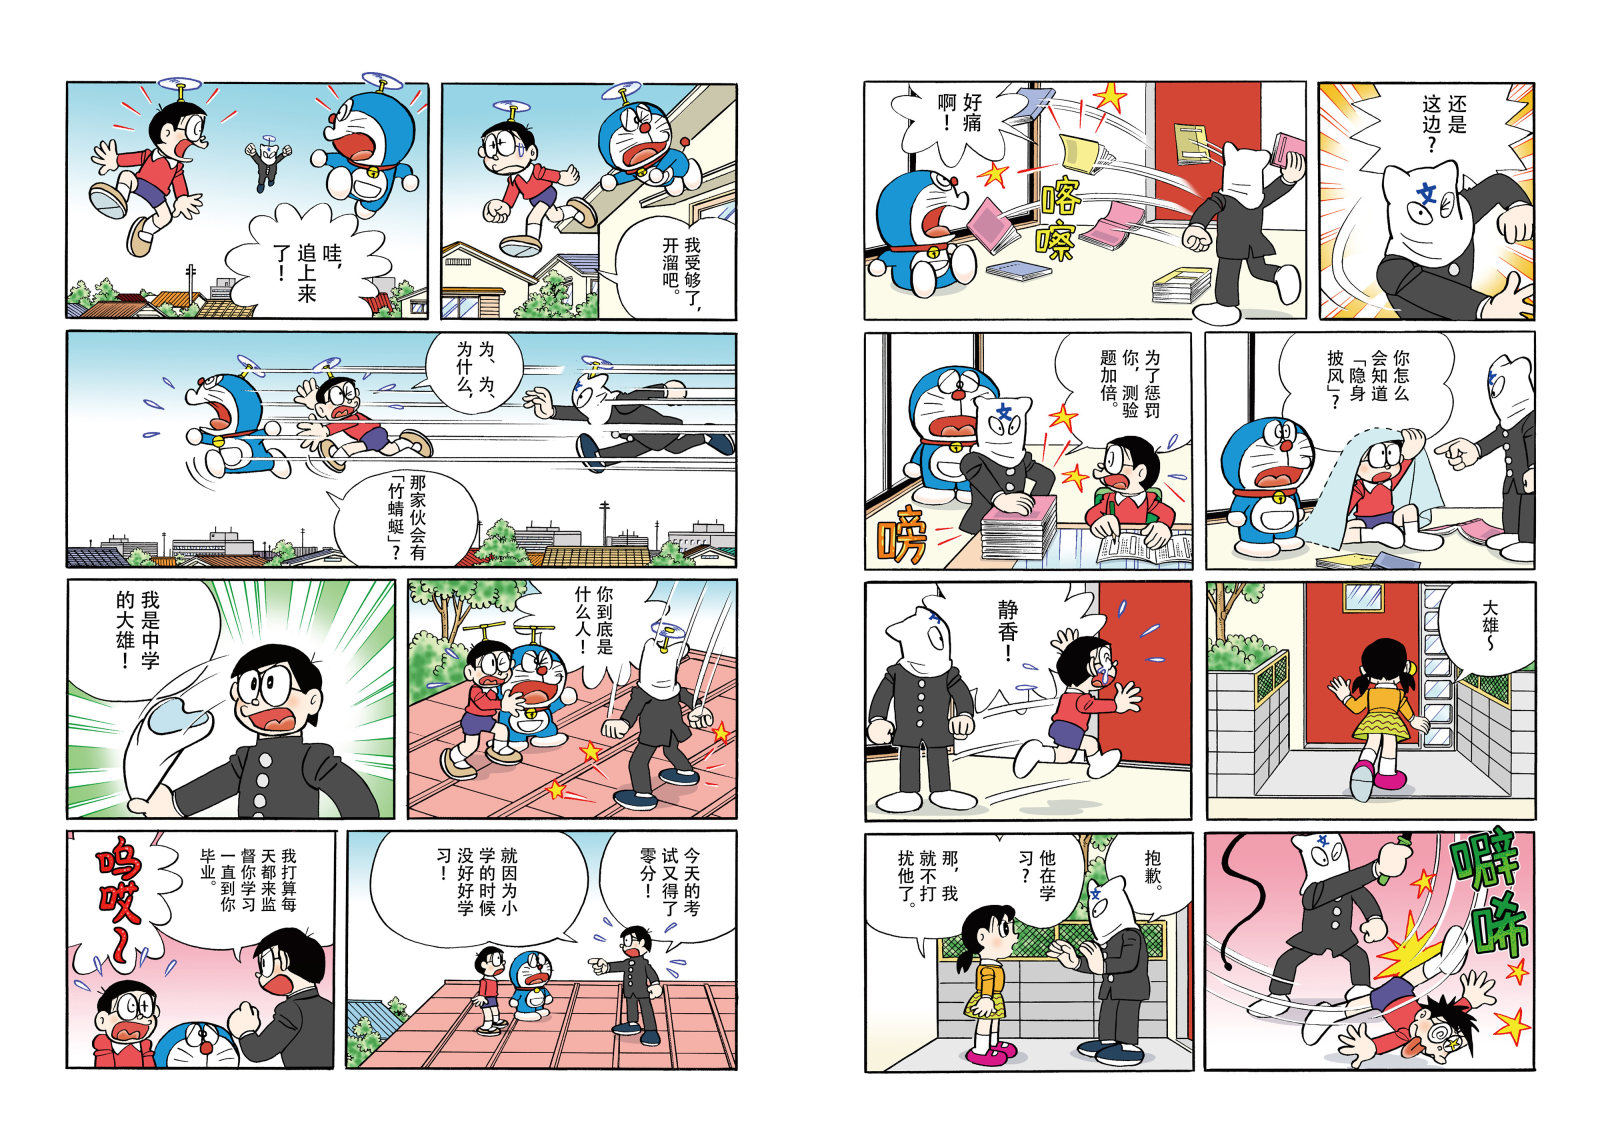 还是
这边？
文
好痛
啊！
喀
嚓
你怎么
会知道
「隐身
披风」？
为了惩罚
你，测验
题加倍。
文
嗙
大雄～
静香！
噼
唏
文
抱歉。
文
他在学
习？
那，我
就不打
扰他了。
我受够了，
开溜吧。
哇，
追上来
了！
为、为、
为什么，
那家伙会有
「竹蜻蜓」？
你到底是
什么人！
我是中学
的大雄！
今天的考
试又得了
零分！
就因为小
学的时候
没好好学
习！
我打算每
天都来监
督你学习
一直到你
毕业。
呜哎～